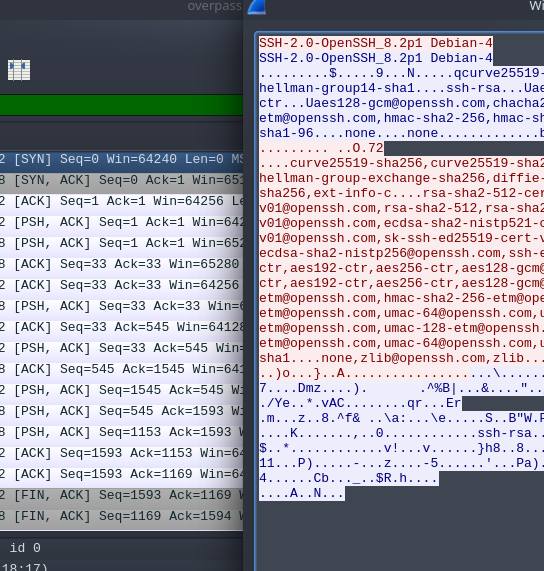 overpass
Wi
SSH-2.0-OpenSSH_8.2p1 Debian-4
SSH-2.0-OpenSSH_8.2p1 Debian-4
.........$.....9...N.....qcurve25519-
hellman-group14-sha1....ssh-rsa...Uae
ctr...Uaes128-gcm@openssh.com,chacha2
etm@openssh.com,hmac-sha2-256,hmac-sh
sha1-96....none....none.............b
......... ..O.72
....curve25519-sha256,curve25519-sha2
hellman-group-exchange-sha256,diffie-
sha256,ext-info-c....rsa-sha2-512-cer
v01@openssh.com,rsa-sha2-512,rsa-sha2
v01@openssh.com,ecdsa-sha2-nistp521-c
v01@openssh.com,sk-ssh-ed25519-cert-v
ecdsa-sha2-nistp256@openssh.com,ssh-e
ctr,aes192-ctr,aes256-ctr,aes128-gcm@
ctr,aes192-ctr,aes256-ctr,aes128-gcm@
etm@openssh.com,hmac-sha2-256-etm@ope
etm@openssh.com,umac-64@openssh.com,u
etm@openssh.com,umac-128-etm@openssh.
etm@openssh.com,umac-64@openssh.com,u
sha1....none,zlib@openssh.com,zlib...
..)o...}..A...................\......
7....Dmz....).       .^%B|...&...."..
./Ye..*.vAC........qr...Er
.m...z..8.^f& ..\a:...\e.....S..B"W.P
....K.......,..0............ssh-rsa..
$..*............v!...v......}h8..8...
11...P).....-...z....-5......'...Pa).
4......Cb..._..$R.h....
....A..N...
2 [SYN] Seq=0 Win=64240 Len=0 MS
8 [SYN, ACK] Seq=0 Ack=1 Win=651
2 [ACK] Seq=1 Ack=1 Win=64256 Le
2 [PSH, ACK] Seq=1 Ack=1 Win=642
8 [PSH, ACK] Seq=1 Ack=1 Win=652
8 [ACK] Seq=33 Ack=33 Win=65280
2 [ACK] Seq=33 Ack=33 Win=64256
8 [PSH, ACK] Seq=33 Ack=33 Win=6
2 [ACK] Seq=33 Ack=545 Win=64128
2 [PSH, ACK] Seq=33 Ack=545 Win=
8 [ACK] Seq=545 Ack=1545 Win=641
2 [PSH, ACK] Seq=1545 Ack=545 Wi
8 [PSH, ACK] Seq=545 Ack=1593 Wi
8 [PSH, ACK] Seq=1153 Ack=1593 W
2 [ACK] Seq=1593 Ack=1153 Win=64
2 [ACK] Seq=1593 Ack=1169 Win=64
2 [FIN, ACK] Seq=1593 Ack=1169 W
8 [FIN, ACK] Seq=1169 Ack=1594 W
id 0
18:17)